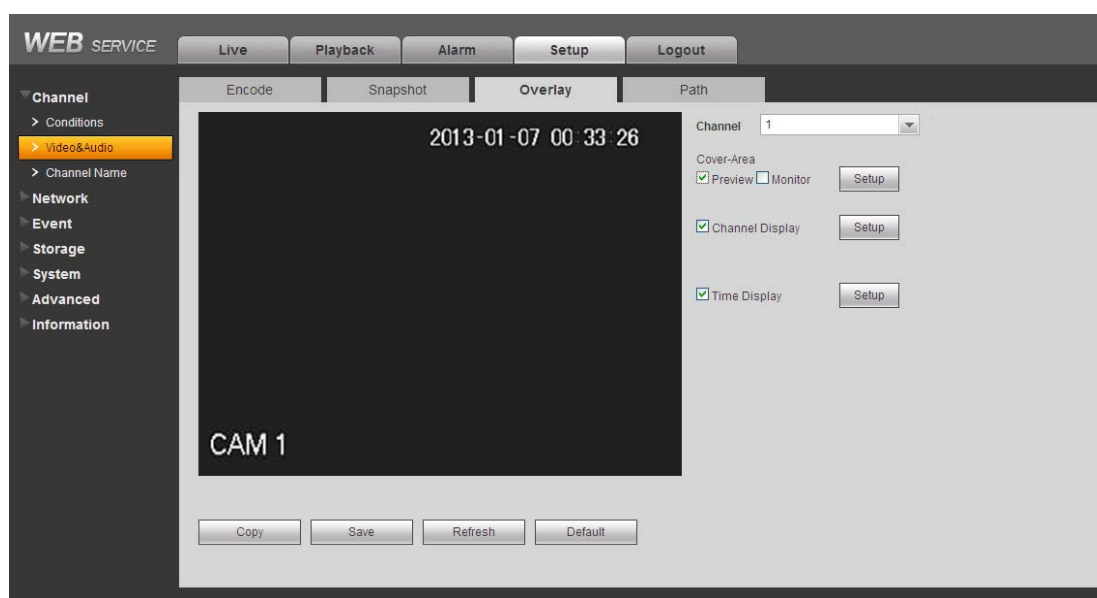 WEB SERVICE
Live Playback Alarm Setup Logout
Channel
> Conditions
> Video&Audio
> Channel Name
Network
Event
Storage
System
Advanced
Information
Encode Snapshot Overlay Path
2013-01-07 00:33:26
CAM 1
Channel 1
Cover-Area
Preview Monitor Setup
Channel Display Setup
Time Display Setup
Copy Save Refresh Default